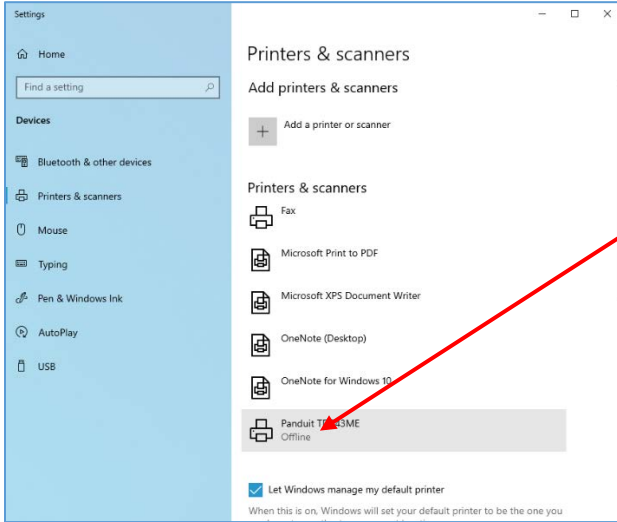 Settings
Home
Find a setting
Devices
Bluetooth & other devices
Printers & scanners
Mouse
Typing
Pen & Windows Ink
AutoPlay
USB
Printers & scanners
Add printers & scanners
Add a printer or scanner
Printers & scanners
Fax
Microsoft Print to PDF
Microsoft XPS Document Writer
OneNote (Desktop)
OneNote for Windows 10
Panduit
Offline
Let Windows manage my default printer
When this is on, Windows will set your default printer to be the one you